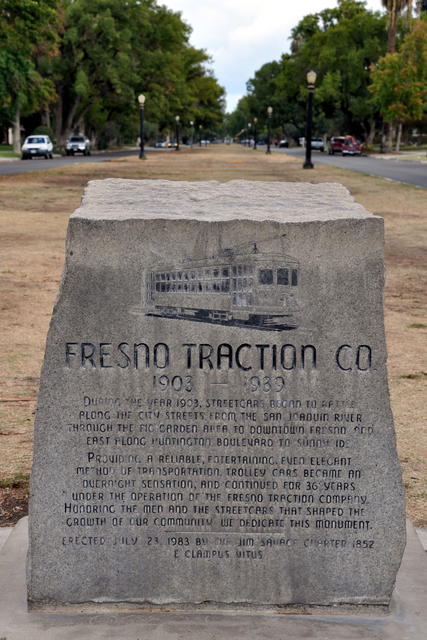 FRESNO TRACTION CO.
1903 — 1939
DURING THE YEAR 1903, STREETCARS BEGAN TO RATTLE
ALONG THE CITY STREETS FROM THE SAN JOAQUIN RIVER
THROUGH THE FIG GARDEN AREA TO DOWNTOWN FRESNO AND
EAST ALONG HUNTINGTON BOULEVARD TO SUNNYSIDE.
PROVIDING A RELIABLE, ENTERTAINING, EVEN ELEGANT
METHOD OF TRANSPORTATION, TROLLEY CARS BECAME AN
OVERNIGHT SENSATION, AND CONTINUED FOR 36 YEARS
UNDER THE OPERATION OF THE FRESNO TRACTION COMPANY.
HONORING THE MEN AND THE STREETCARS THAT SHAPED THE
GROWTH OF OUR COMMUNITY, WE DEDICATE THIS MONUMENT.
ERECTED JULY 23, 1983 BY THE JIM SAVAGE CHAPTER 1852
E CLAMPUS VITUS